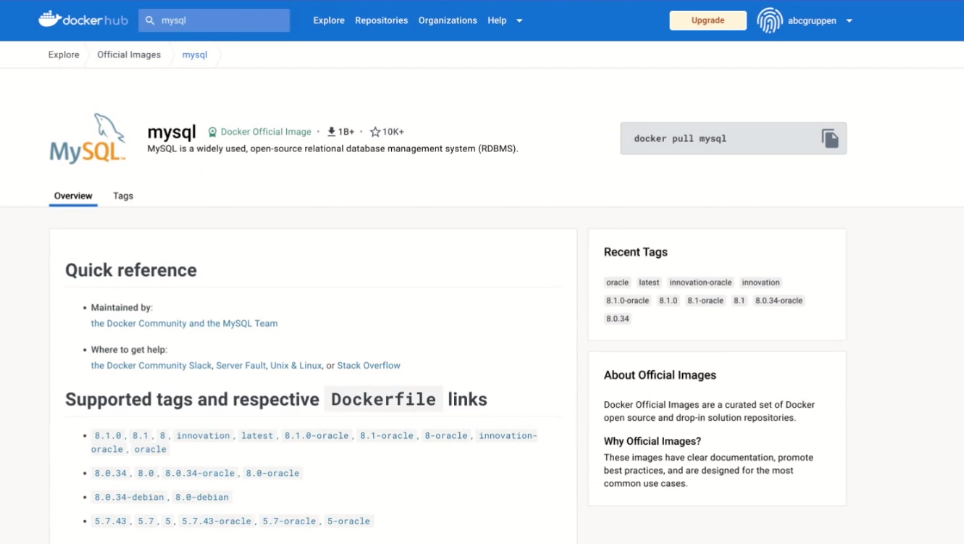 dockerhub
mysql
Explore Repositories Organizations Help
Upgrade
abcgruppen
Explore Official Images mysql
MySQL
mysql Docker Official Image · 1B+ · 10K+
MySQL is a widely used, open-source relational database management system (RDBMS).
docker pull mysql
Overview Tags
Quick reference
• Maintained by:
the Docker Community and the MySQL Team
• Where to get help:
the Docker Community Slack, Server Fault, Unix & Linux, or Stack Overflow
Supported tags and respective Dockerfile links
• 8.1.0, 8.1, 8, innovation, latest, 8.1.0-oracle, 8.1-oracle, 8-oracle, innovation-
oracle, oracle
• 8.0.34, 8.0, 8.0.34-oracle, 8.0-oracle
• 8.0.34-debian, 8.0-debian
• 5.7.43, 5.7, 5, 5.7.43-oracle, 5.7-oracle, 5-oracle
Recent Tags
oracle latest innovation-oracle innovation
8.1.0-oracle 8.1.0 8.1-oracle 8.1 8.0.34-oracle
8.0.34
About Official Images
Docker Official Images are a curated set of Docker
open source and drop-in solution repositories.
Why Official Images?
These images have clear documentation, promote
best practices, and are designed for the most
common use cases.